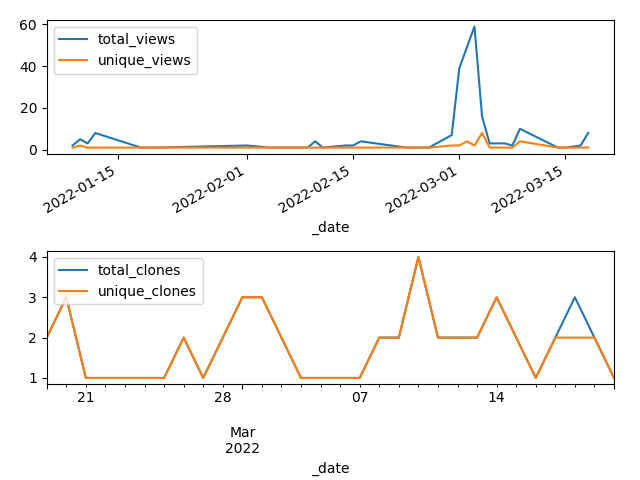 60
40
20
0
total_views
unique_views
2022-01-15
2022-02-01
2022-02-15
2022-03-01
2022-03-15
_date
4
3
2
1
total_clones
unique_clones
21
28
07
14
Mar
2022
_date